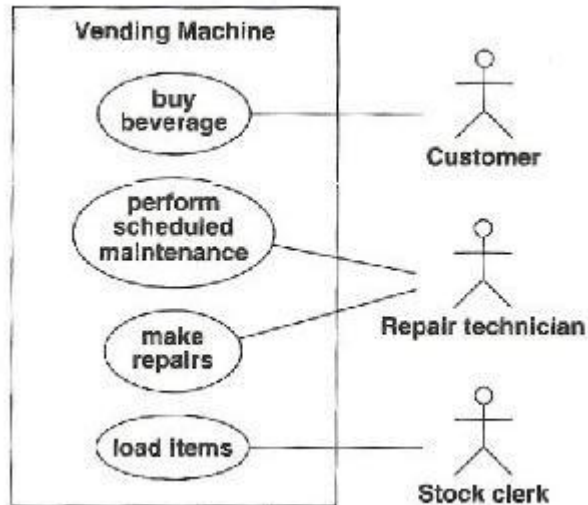 Vending Machine
buy
beverage
Customer
perform
scheduled
maintenance
Repair technician
make
repairs
load items
Stock clerk